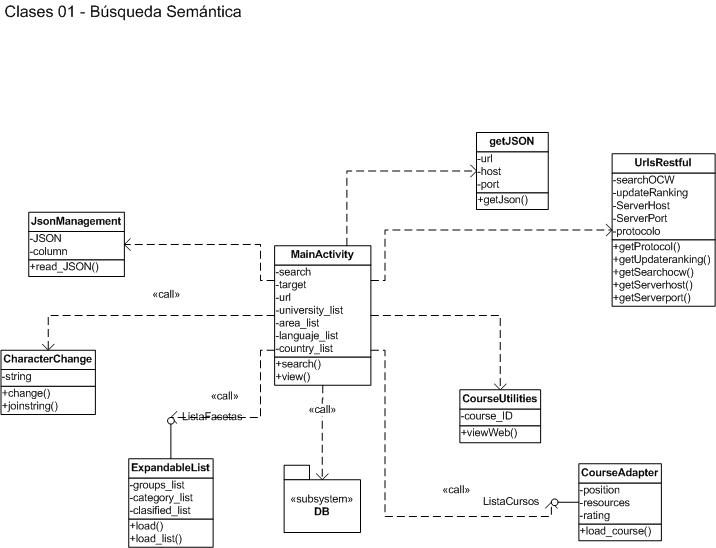 Clases 01 - Búsqueda Semántica
getJSON
-url
-host
-port
+getJson()
UrlsRestful
-searchOCW
-updateRanking
-ServerHost
-ServerPort
-protocolo
+getProtocol()
+getUpdateranking()
+getSearchocw()
+getServerhost()
+getServerport()
JsonManagement
-JSON
-column
+read_JSON()
MainActivity
-search
-target
-url
-university_list
-area_list
-languaje_list
-country_list
+search()
+view()
«call»
CharacterChange
-string
+change()
+joinstring()
«call»
ListaFacetas
«call»
CourseUtilities
-course_ID
+viewWeb()
ExpandableList
-groups_list
-category_list
-clasified_list
+load()
+load_list()
«subsystem»
DB
«call»
ListaCursos
CourseAdapter
-position
-resources
-rating
+load_course()